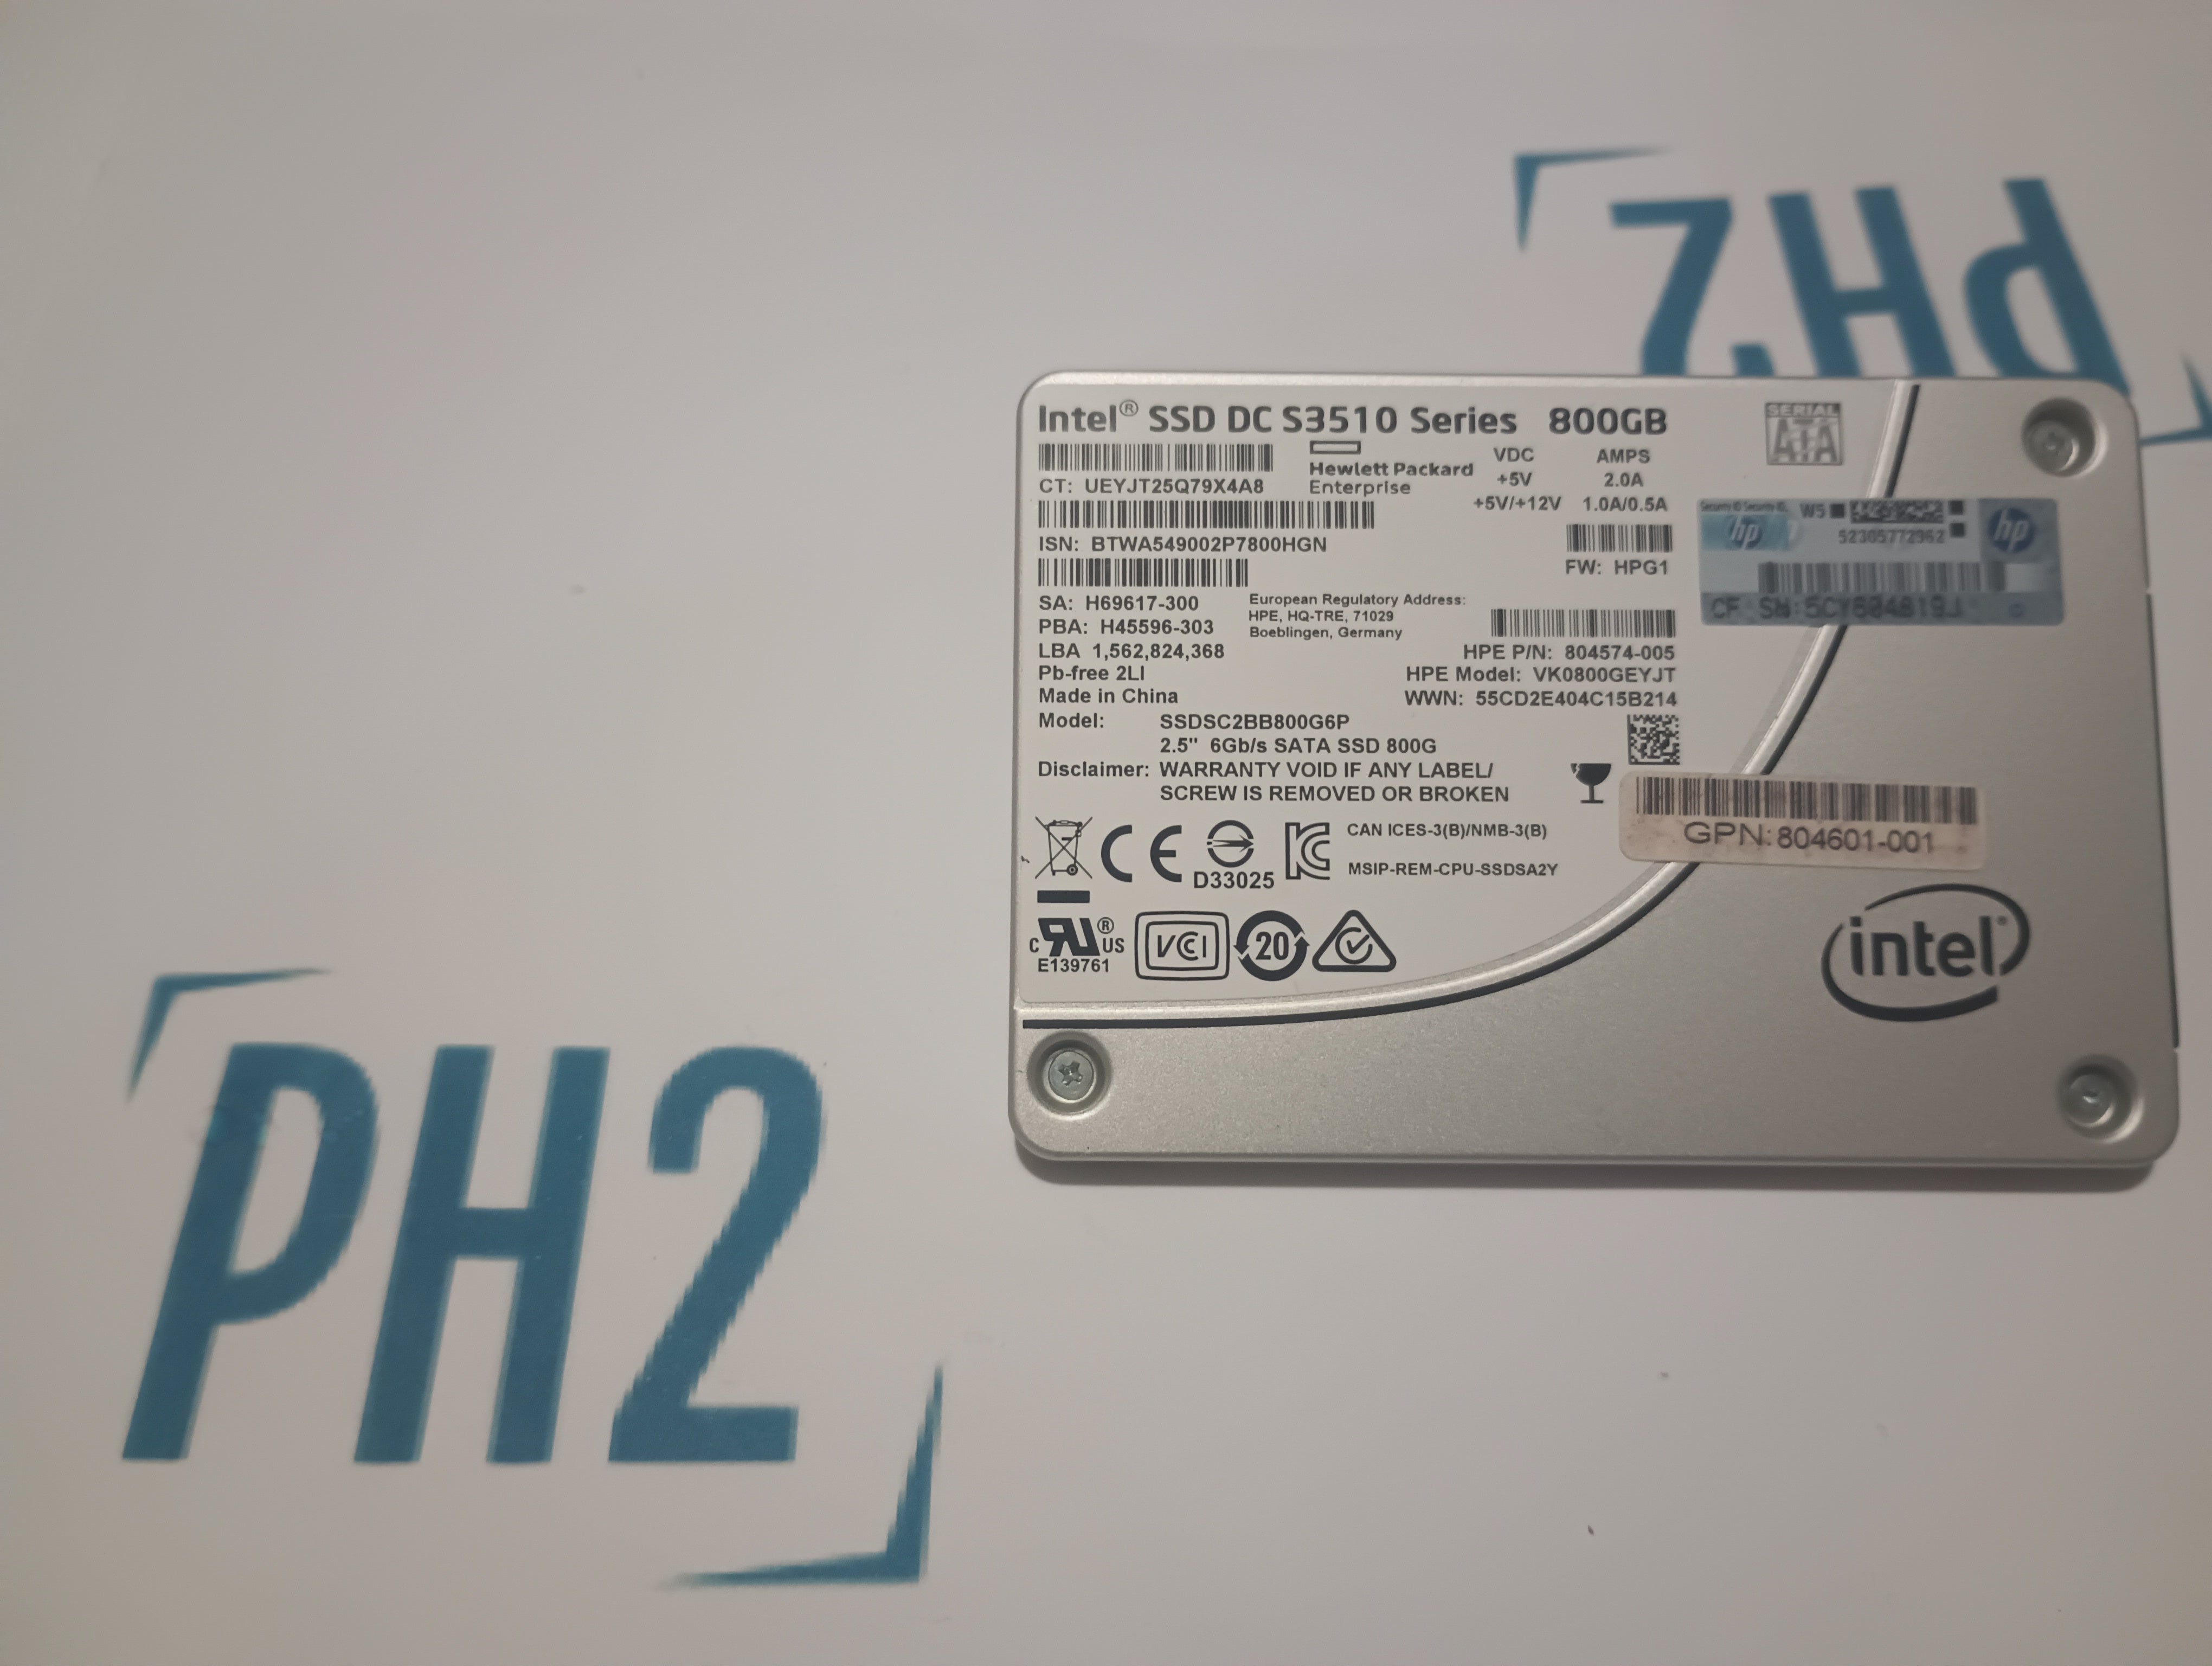 PH2
Intel® SSD DC S3510 Series 800GB
SERIAL
ATA
Hewlett Packard
Enterprise
VDC AMPS
+5V 2.0A
+5V/+12V 1.0A/0.5A
CT: UEYJT25Q79X4A8
ISN: BTWA549002P7800HGN
FW: HPG1
SA: H69617-300
PBA: H45596-303
LBA 1,562,824,368
Pb-free 2LI
Made in China
European Regulatory Address:
HPE, HQ-TRE, 71029
Boeblingen, Germany
HPE P/N: 804574-005
HPE Model: VK0800GEYJT
WWN: 55CD2E404C15B214
Model: SSDSC2BB800G6P
2.5" 6Gb/s SATA SSD 800G
Disclaimer: WARRANTY VOID IF ANY LABEL/
SCREW IS REMOVED OR BROKEN
CE
D33025
CAN ICES-3(B)/NMB-3(B)
MSIP-REM-CPU-SSDSA2Y
C US ®
E139761
VCI
20
hp
W5
52305772962
hp
GPN:804601-001
intel®
PH2